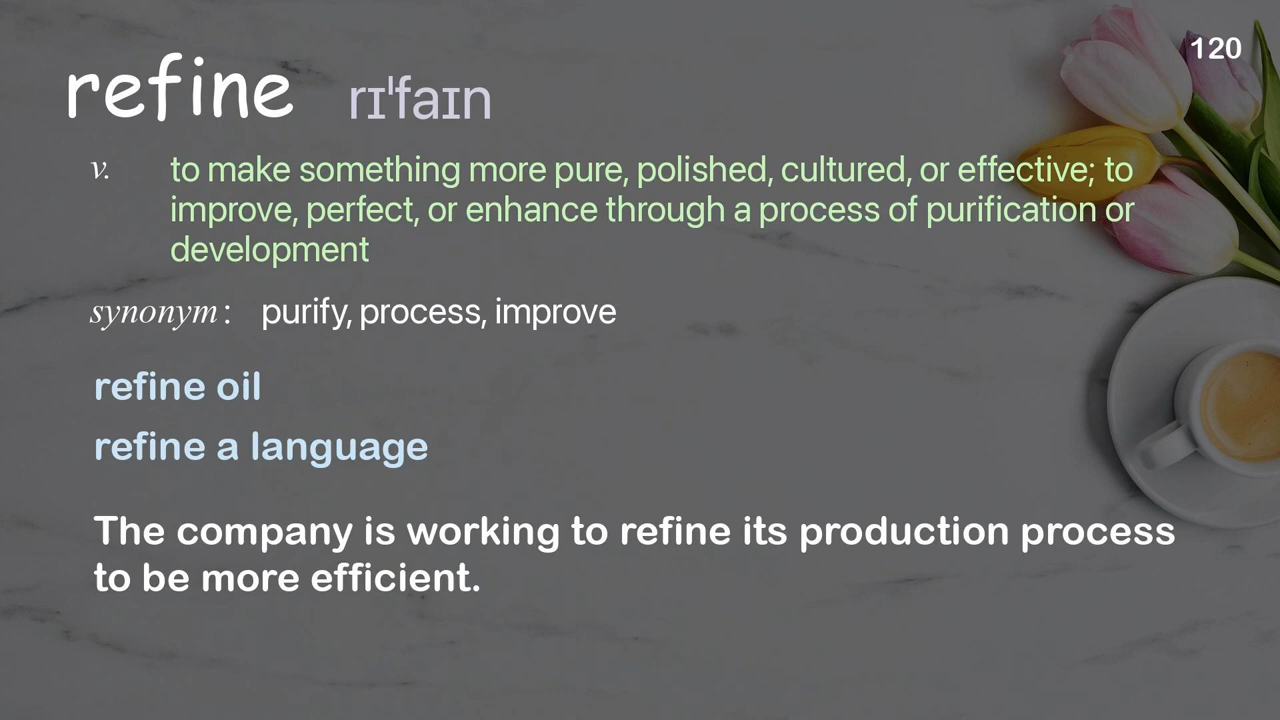 120
refine rɪˈfaɪn
v. to make something more pure, polished, cultured, or effective; to
improve, perfect, or enhance through a process of purification or
development
synonym : purify, process, improve
refine oil
refine a language
The company is working to refine its production process
to be more efficient.